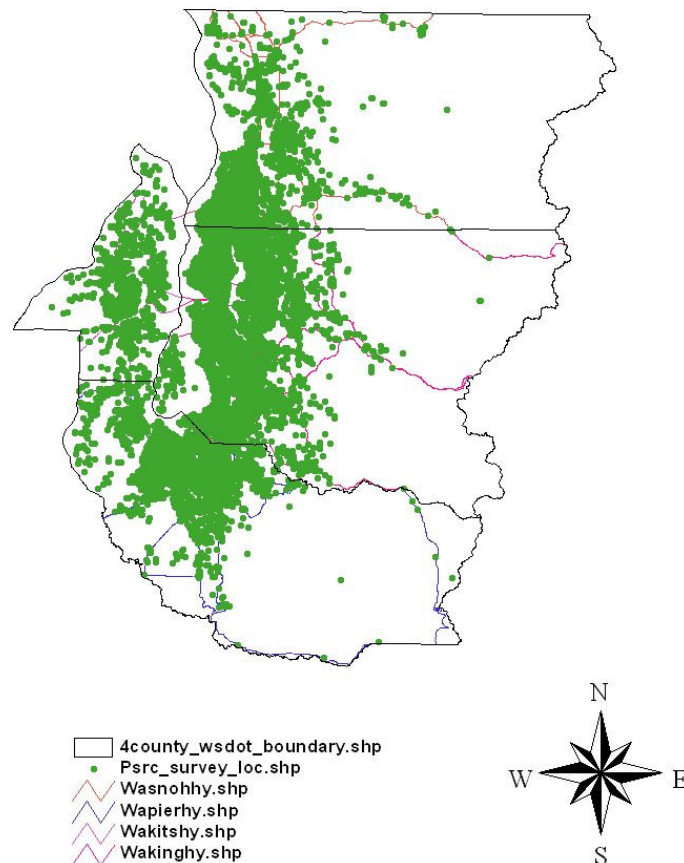 4county_wsdot_boundary.shp
Psrc_survey_loc.shp
Wasnohhy.shp
Wapierhy.shp
Wakitshy.shp
Wakinghy.shp
N
W E
S